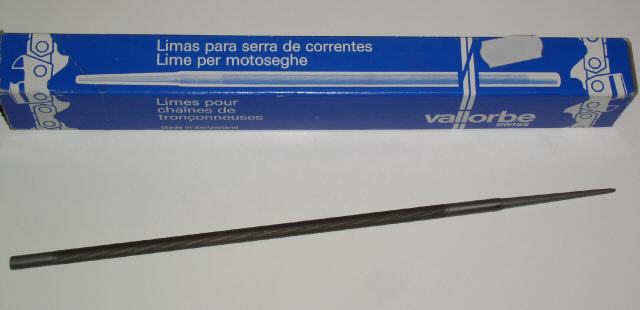 Limas para serra de correntes
Lime per motoseghe
Limes pour
chaînes de
tronçonneuses
Made in Switzerland
vallorbe
SWISS